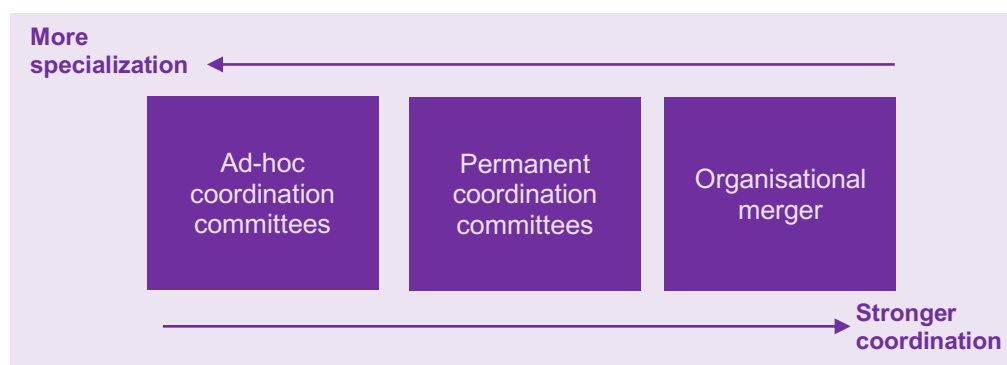 More
specialization
Ad-hoc
coordination
committees
Permanent
coordination
committees
Organisational
merger
Stronger
coordination